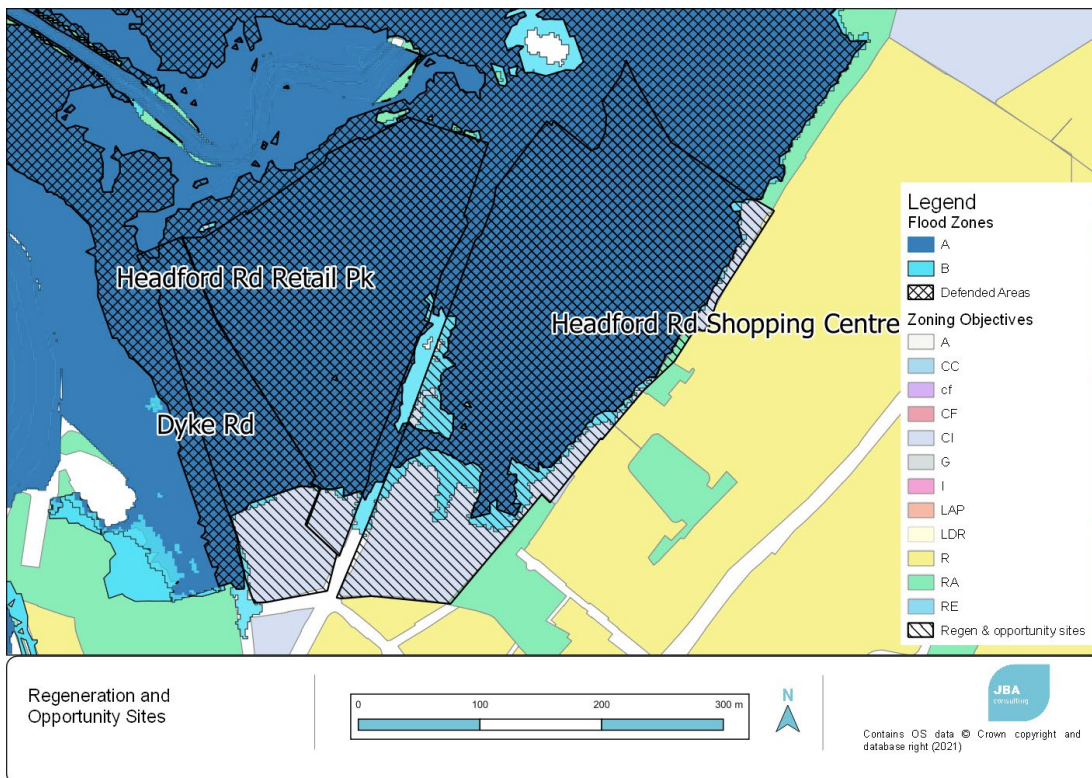 Headford Rd Retail Pk
Headford Rd Shopping Centre
Dyke Rd
Legend
Flood Zones
A
B
Defended Areas
Zoning Objectives
A
CC
cf
CF
CI
G
I
LAP
LDR
R
RA
RE
Regen & opportunity sites
Regeneration and
Opportunity Sites
0 100 200 300 m
N
JBA
consulting
Contains OS data © Crown copyright and
database right (2021)